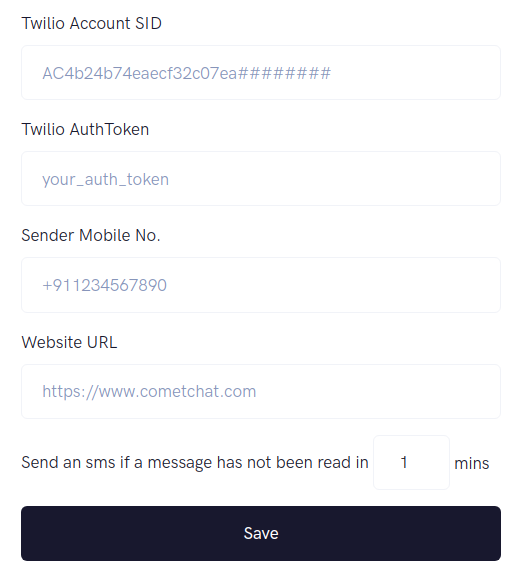 Twilio Account SID
AC4b24b74eaecf32c07ea########
Twilio AuthToken
your_auth_token
Sender Mobile No.
+911234567890
Website URL
https://www.cometchat.com
Send an sms if a message has not been read in 1 mins
Save